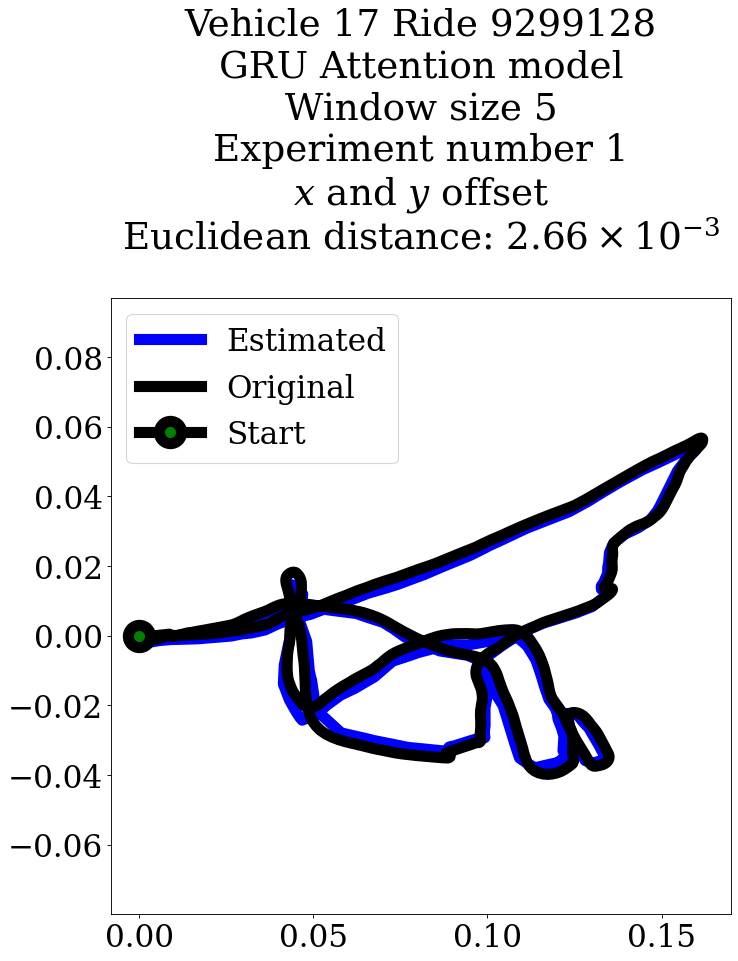 Vehicle 17 Ride 9299128
GRU Attention model
Window size 5
Experiment number 1
x and y offset
Euclidean distance: 2.66 × 10⁻³
Estimated
Original
Start
0.08
0.06
0.04
0.02
0.00
−0.02
−0.04
−0.06
0.00 0.05 0.10 0.15